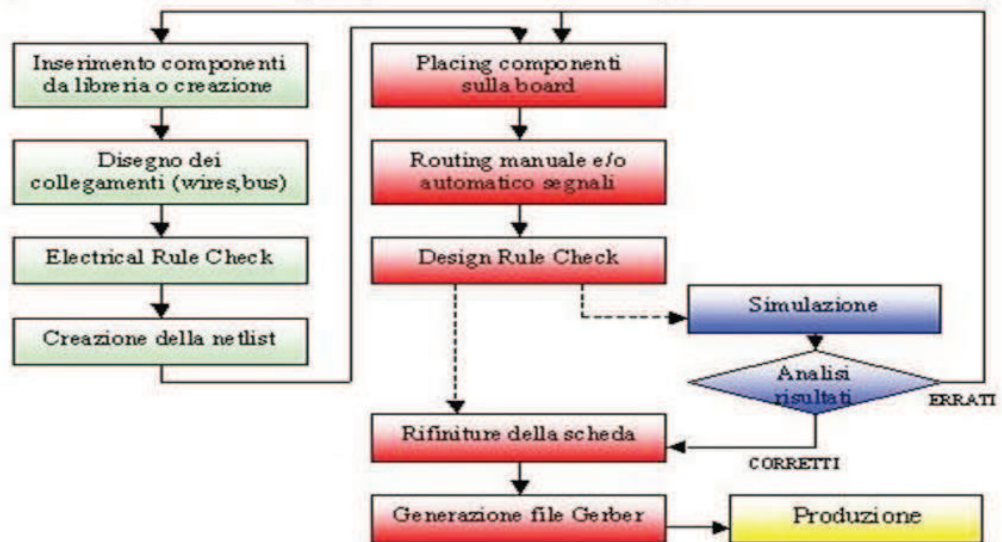 Inserimento componenti
da libreria o creazione
Disegno dei
collegamenti (wires,bus)
Electrical Rule Check
Creazione della netlist
Placing componenti
sulla board
Routing manuale e/o
automatico segnali
Design Rule Check
Simulazione
Analisi
risultati
ERRATI
CORRETTI
Rifiniture della scheda
Generazione file Gerber
Produzione